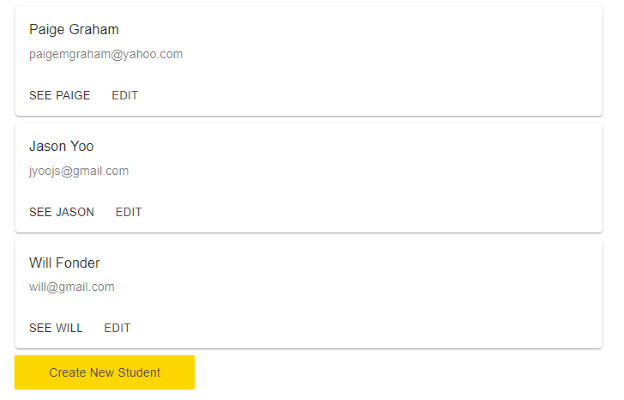 Paige Graham
paigemgraham@yahoo.com
SEE PAIGE EDIT
Jason Yoo
jyoojs@gmail.com
SEE JASON EDIT
Will Fonder
will@gmail.com
SEE WILL EDIT
Create New Student